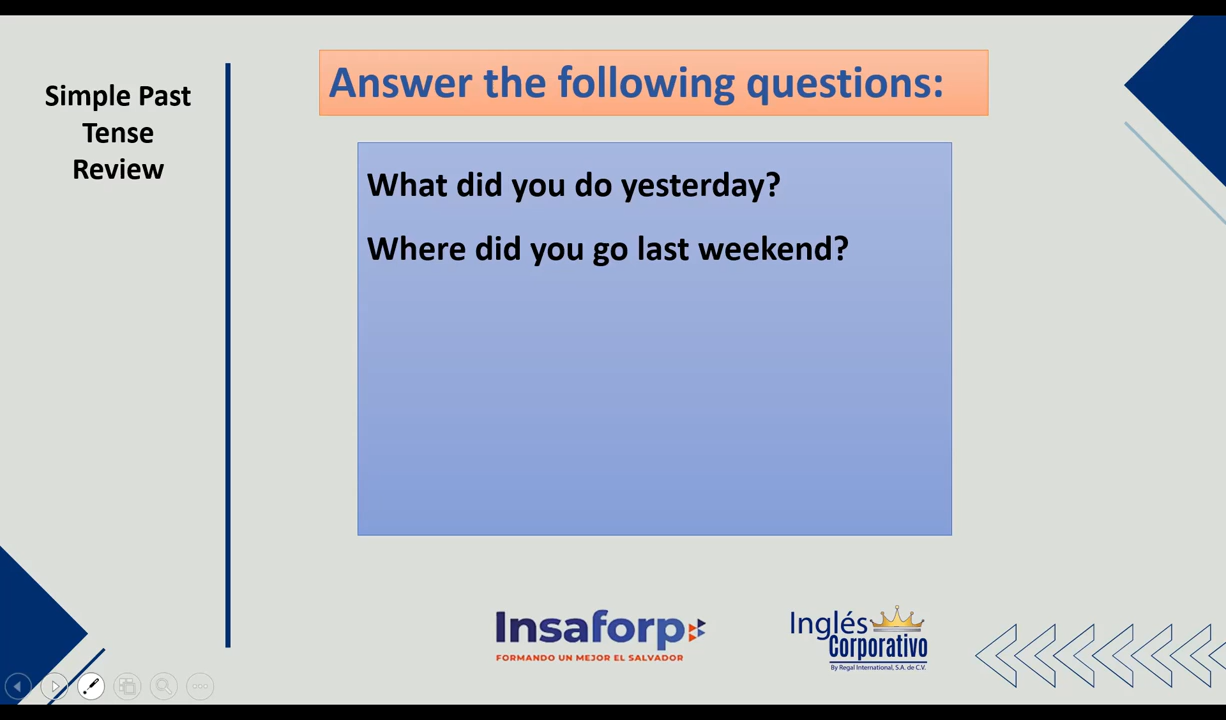 Simple Past
Tense
Review
Answer the following questions:
What did you do yesterday?
Where did you go last weekend?
Insaforp
FORMANDO UN MEJOR EL SALVADOR
Inglés
Corporativo
By Regal International, S.A. de C.V.